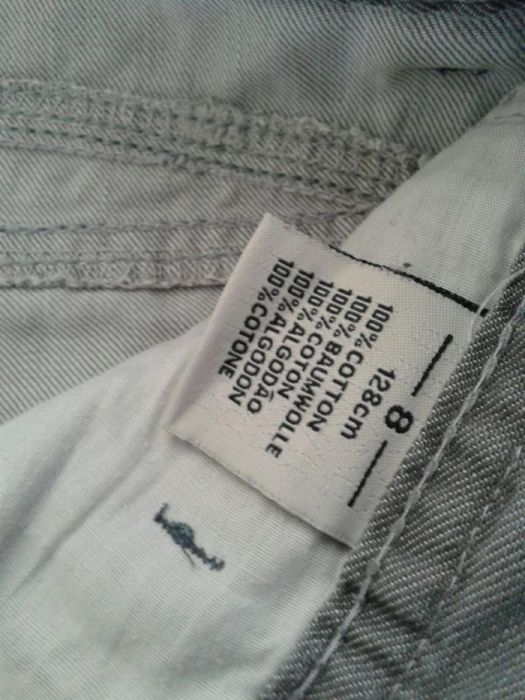 8
128cm
100% COTTON
100% BAUMWOLLE
100% COTON
100% ALGODÃO
100% ALGODON
100% COTONE